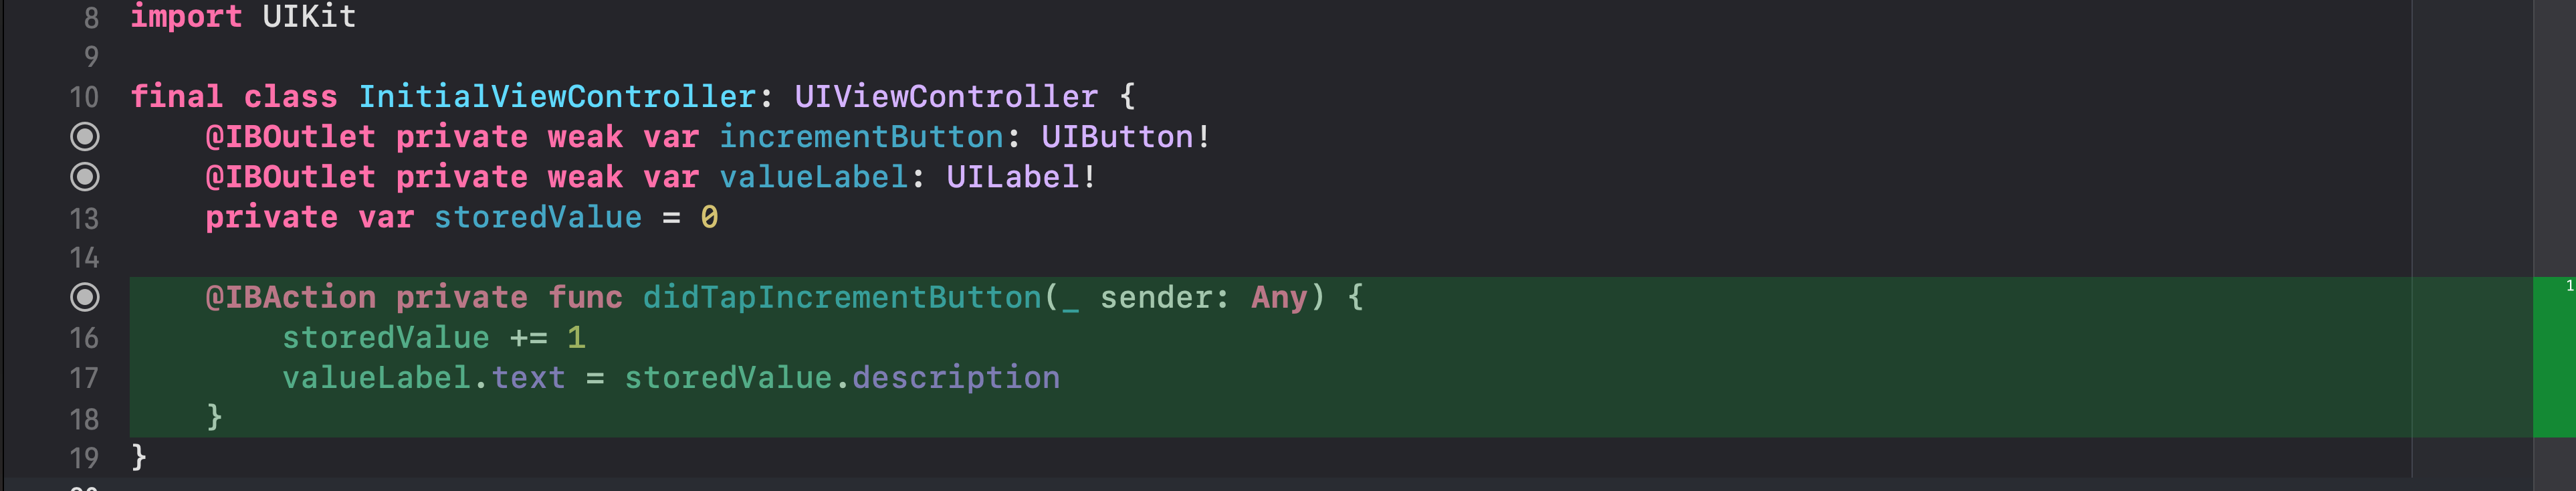 8 import UIKit
9
10 final class InitialViewController: UIViewController {
@IBOutlet private weak var incrementButton: UIButton!
@IBOutlet private weak var valueLabel: UILabel!
13 private var storedValue = 0
14
@IBAction private func didTapIncrementButton(_ sender: Any) { 1
16 storedValue += 1
17 valueLabel.text = storedValue.description
18 }
19 }